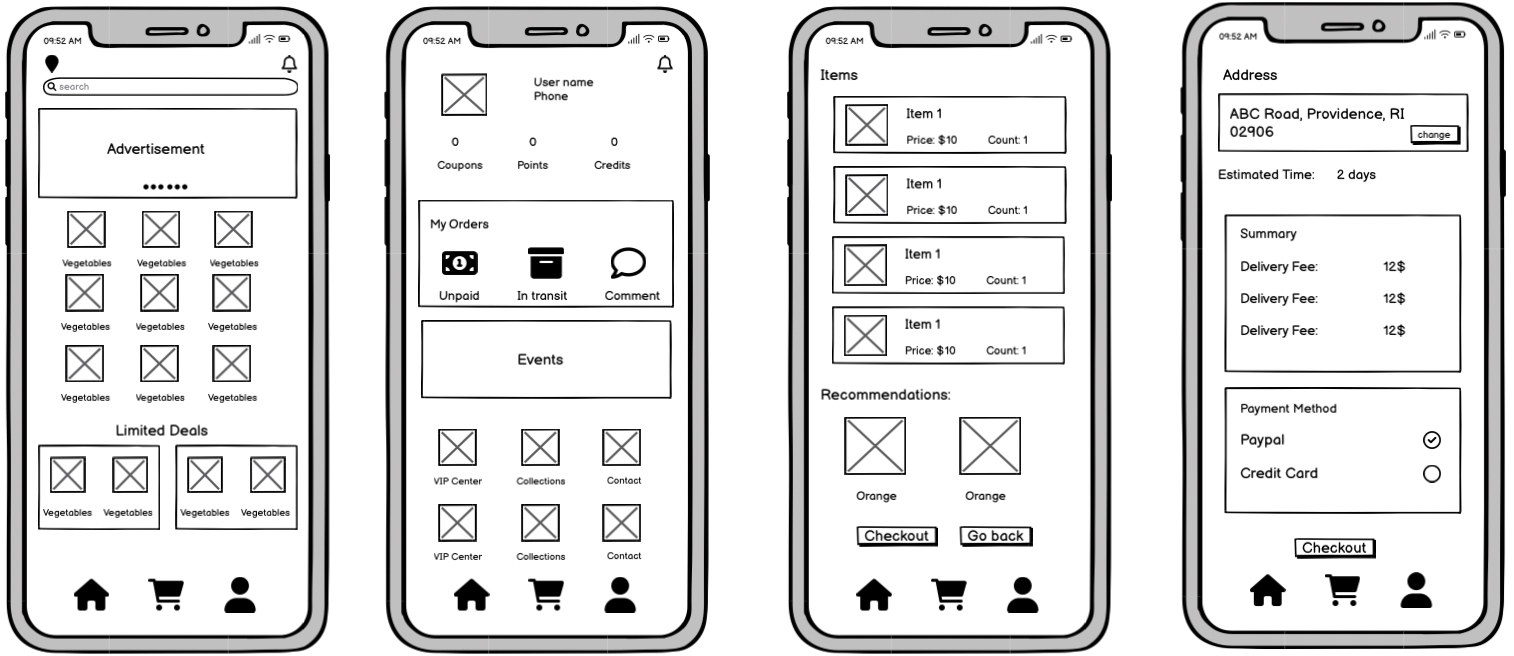 09:52 AM
search
Advertisement
Vegetables Vegetables Vegetables
Vegetables Vegetables Vegetables
Vegetables Vegetables Vegetables
Limited Deals
Vegetables Vegetables Vegetables Vegetables
09:52 AM
User name
Phone
0 0 0
Coupons Points Credits
My Orders
1
Unpaid In transit Comment
Events
VIP Center Collections Contact
VIP Center Collections Contact
09:52 AM
Items
Item 1
Price: $10 Count: 1
Item 1
Price: $10 Count: 1
Item 1
Price: $10 Count: 1
Item 1
Price: $10 Count: 1
Recommendations:
Orange Orange
Checkout Go back
09:52 AM
Address
ABC Road, Providence, RI
02906 change
Estimated Time: 2 days
Summary
Delivery Fee: 12$
Delivery Fee: 12$
Delivery Fee: 12$
Payment Method
Paypal
Credit Card
Checkout